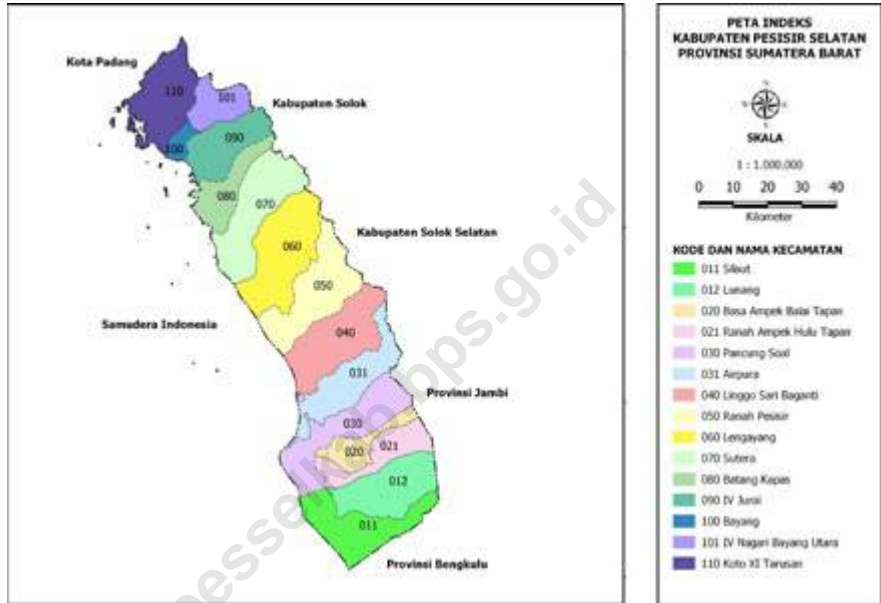 PETA INDEKS
KABUPATEN PESISIR SELATAN
PROVINSI SUMATERA BARAT
SKALA
1 : 1.000.000
0 10 20 30 40
Kilometer
KODE DAN NAMA KECAMATAN
011 Silaut
012 Lunang
020 Basa Ampek Balai Tapan
021 Ranah Ampek Hulu Tapan
030 Pancung Soal
031 Airpura
040 Linggo Sari Baganti
050 Ranah Pesisir
060 Lengayang
070 Sutera
080 Batang Kapas
090 IV Jurai
100 Bayang
101 IV Nagari Bayang Utara
110 Koto XI Tarusan
Kota Padang
110
101
Kabupaten Solok
100
090
080
070
Kabupaten Solok Selatan
060
050
Samudera Indonesia
040
031
Provinsi Jambi
030
020
021
012
011
Provinsi Bengkulu
pesselkab.bps.go.id